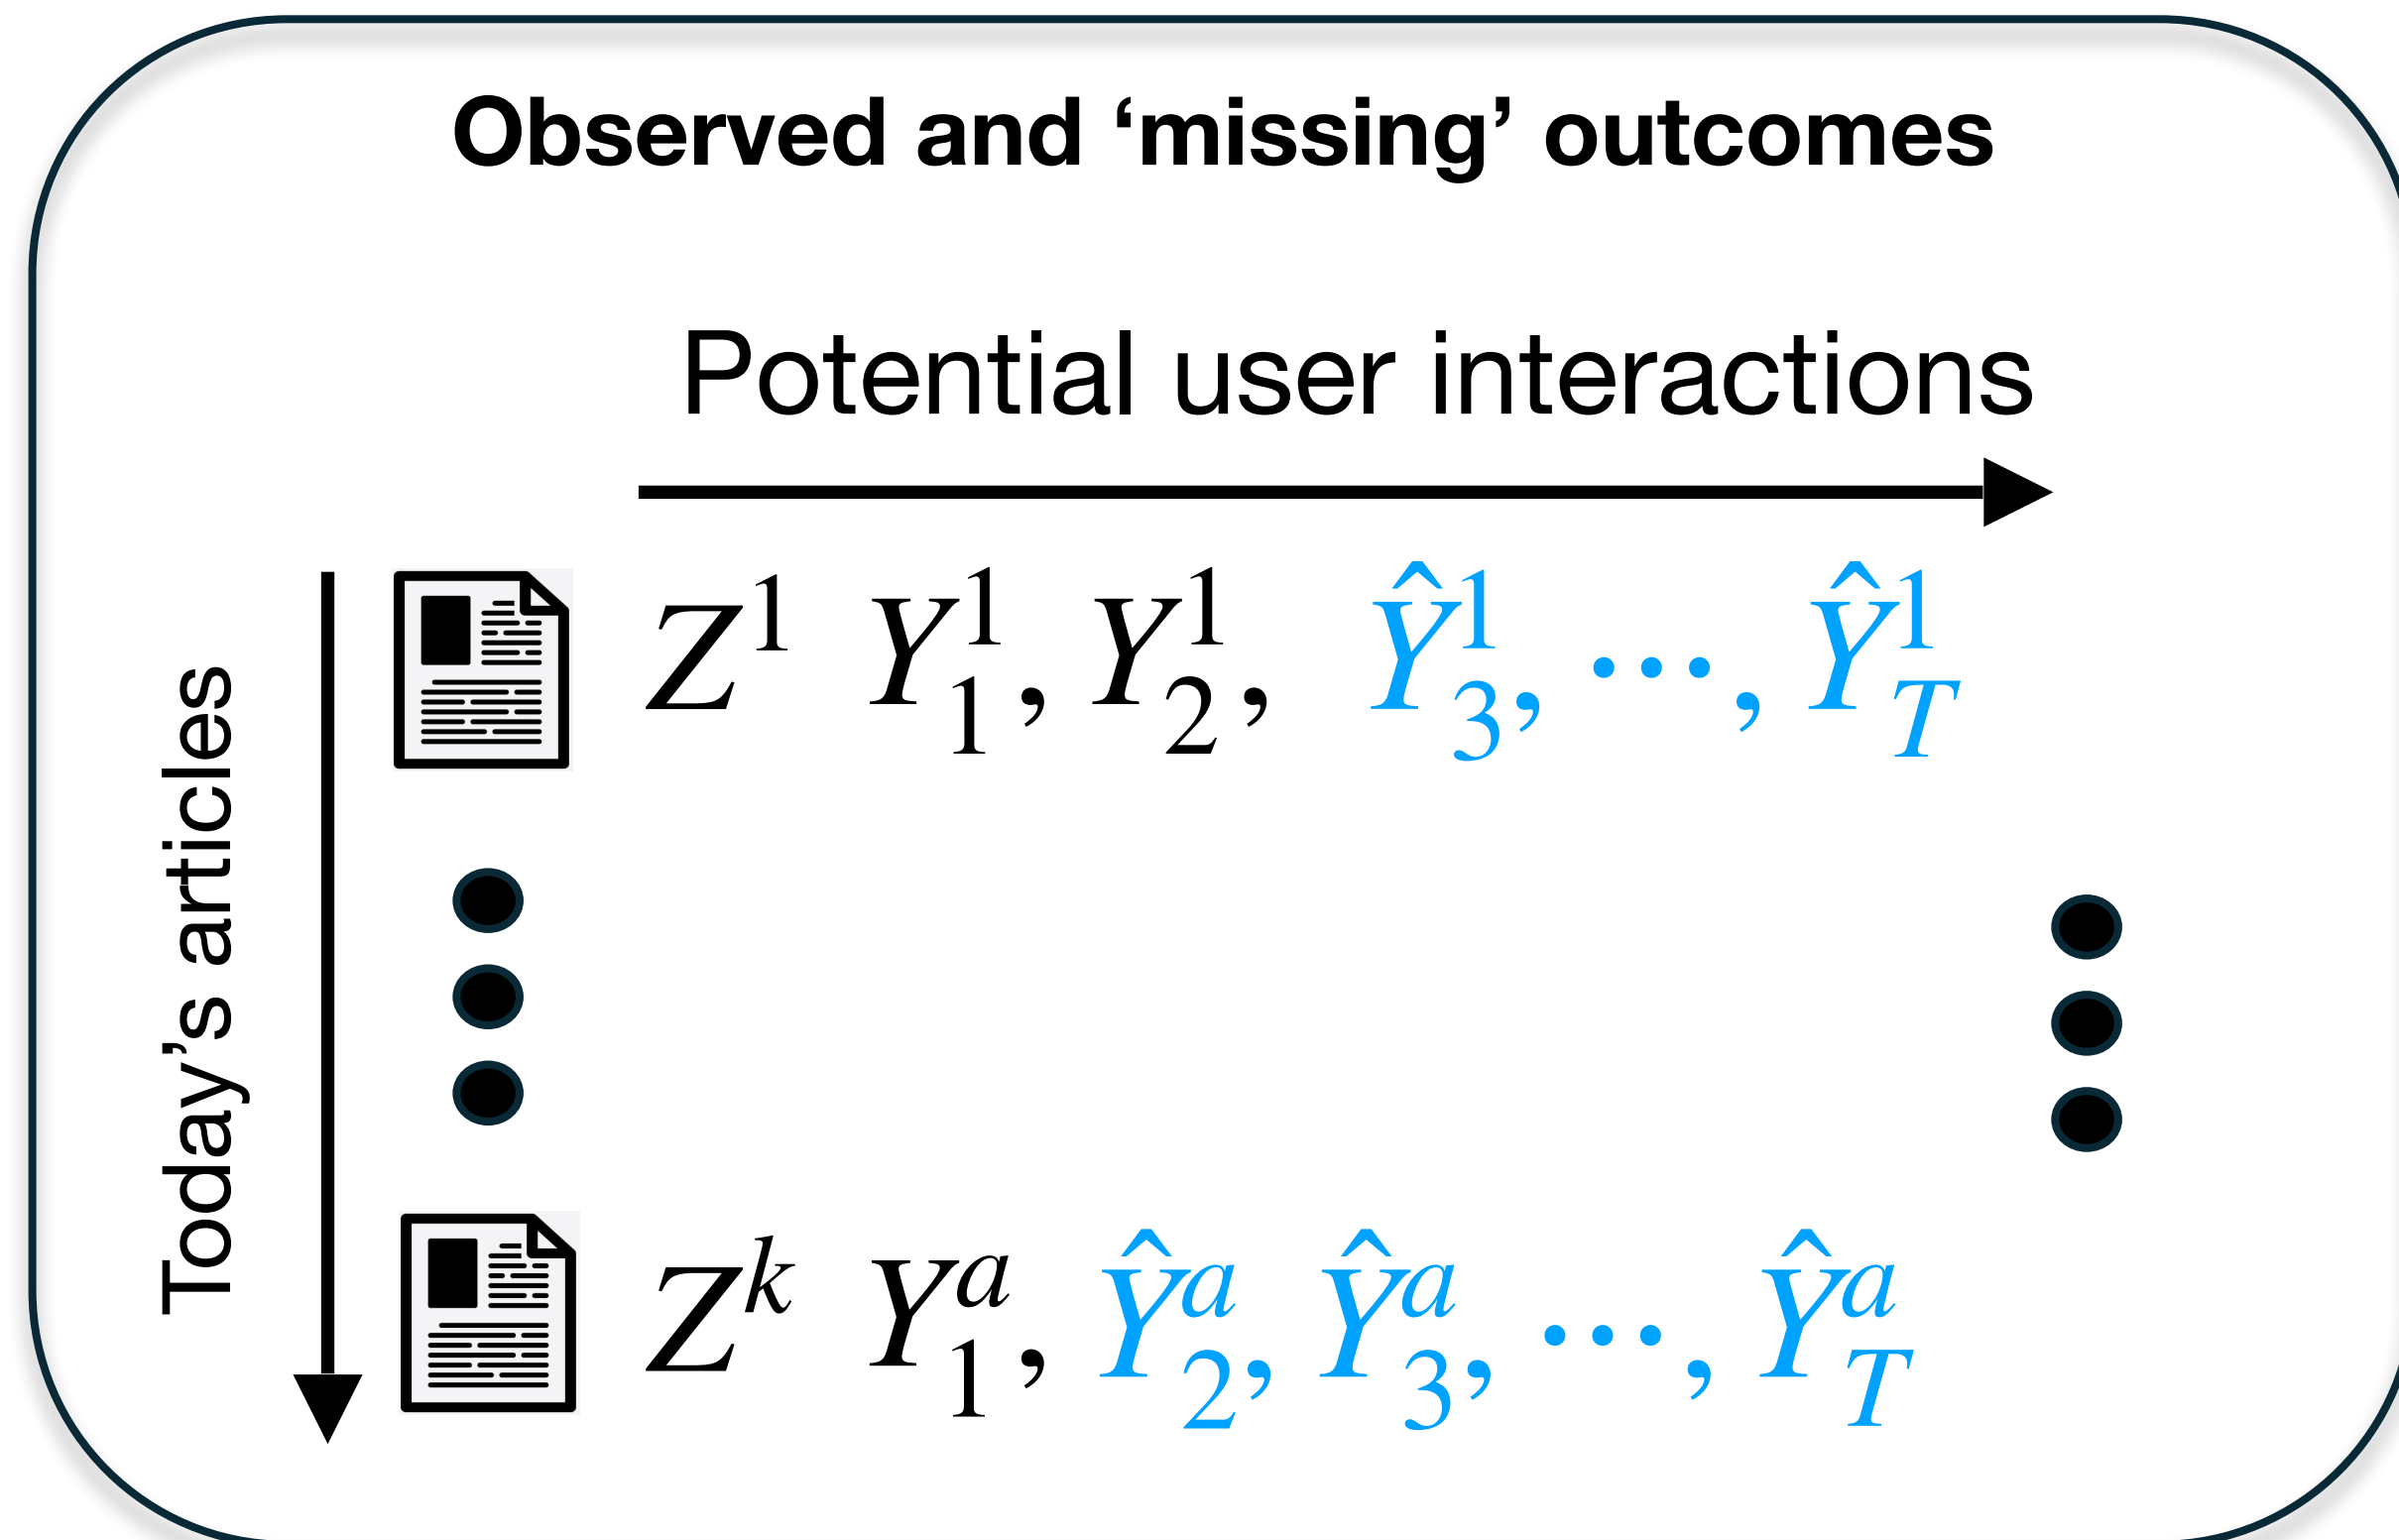 Observed and ‘missing’ outcomes
Potential user interactions
Today’s articles
Z^1 Y_1^1, Y_2^1, Ŷ_3^1, ..., Ŷ_T^1
Z^k Y_1^a, Ŷ_2^a, Ŷ_3^a, ..., Ŷ_T^a